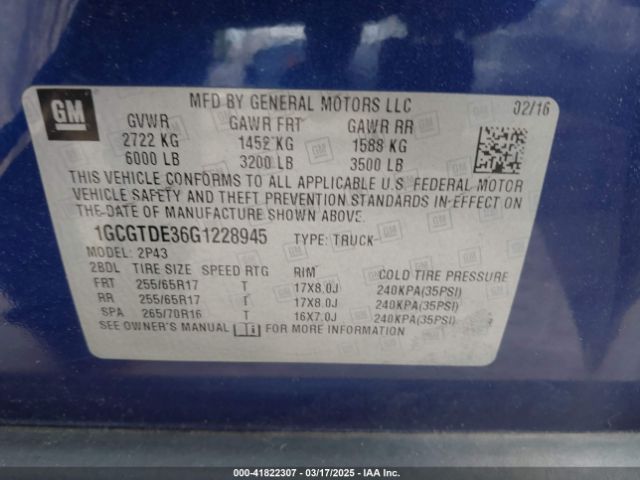 GM
MFD BY GENERAL MOTORS LLC 02/16
GVWR GAWR FRT GAWR RR
2722 KG 1452 KG 1588 KG
6000 LB 3200 LB 3500 LB
THIS VEHICLE CONFORMS TO ALL APPLICABLE U.S. FEDERAL MOTOR
VEHICLE SAFETY AND THEFT PREVENTION STANDARDS IN EFFECT ON
THE DATE OF MANUFACTURE SHOWN ABOVE.
1GCGTDE36G1228945 TYPE: TRUCK
MODEL: 2P43
2BDL TIRE SIZE SPEED RTG RIM COLD TIRE PRESSURE
FRT 255/65R17 T 17X8.0J 240KPA(35PSI)
RR 255/65R17 T 17X8.0J 240KPA(35PSI)
SPA 265/70R16 T 16X7.0J 240KPA(35PSI)
SEE OWNER'S MANUAL FOR MORE INFORMATION
000-41822307 - 03/17/2025 - IAA Inc.